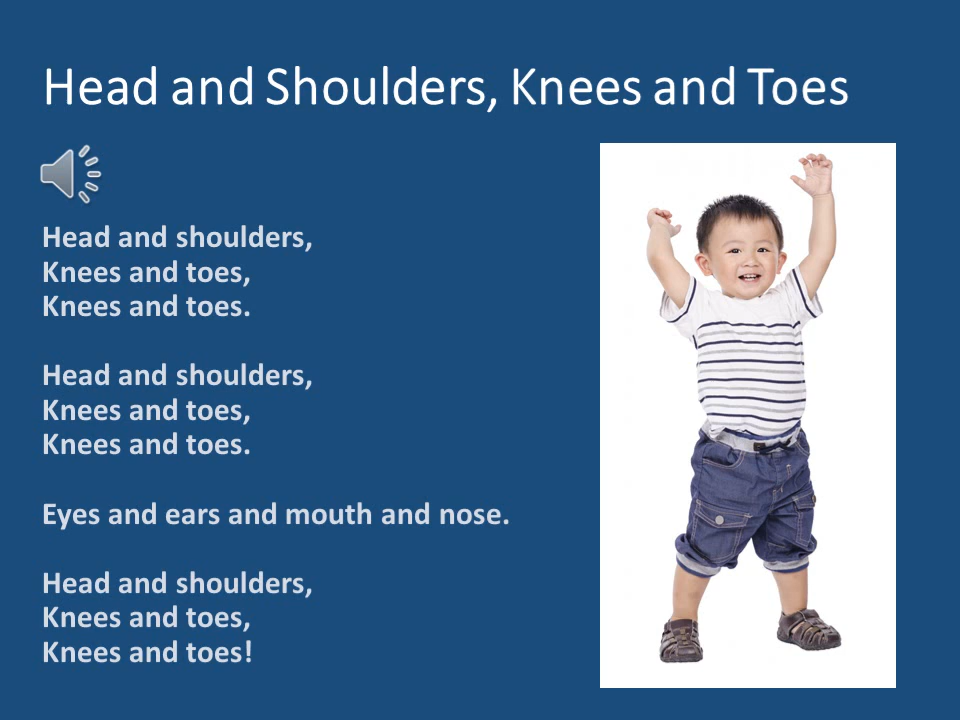 Head and Shoulders, Knees and Toes
Head and shoulders,
Knees and toes,
Knees and toes.
Head and shoulders,
Knees and toes,
Knees and toes.
Eyes and ears and mouth and nose.
Head and shoulders,
Knees and toes,
Knees and toes!